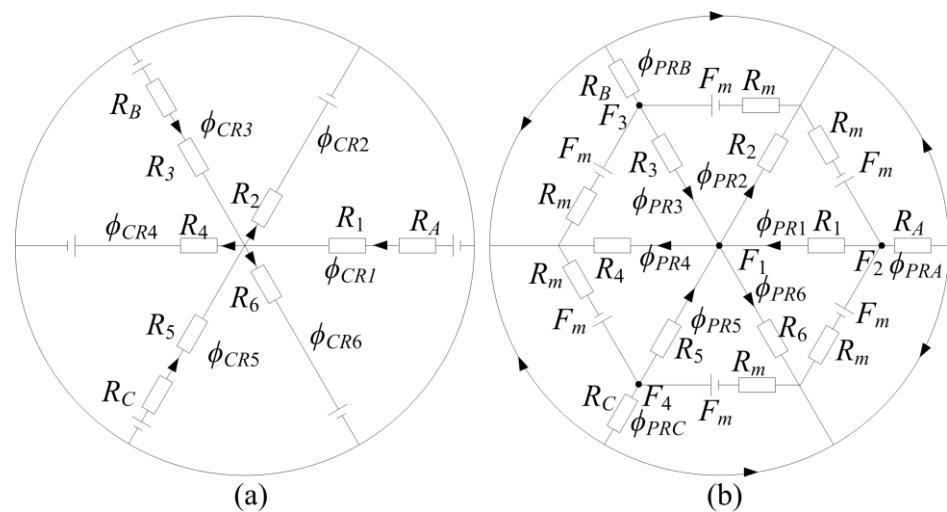 R_B
ϕ_CR3
ϕ_CR2
R_3
R_2
ϕ_CR4
R_4
R_1
R_A
ϕ_CR1
R_6
R_5
ϕ_CR5
ϕ_CR6
R_C
(a)
ϕ_PRB
R_B
F_m
R_m
F_3
R_m
F_m
R_3
R_2
F_m
R_m
ϕ_PR3
ϕ_PR2
ϕ_PR1
R_1
R_A
R_4
ϕ_PR4
F_1
F_2
ϕ_PRA
R_m
ϕ_PR6
F_m
ϕ_PR5
R_6
F_m
R_5
R_m
R_m
R_C
F_4
ϕ_PRC
F_m
(b)